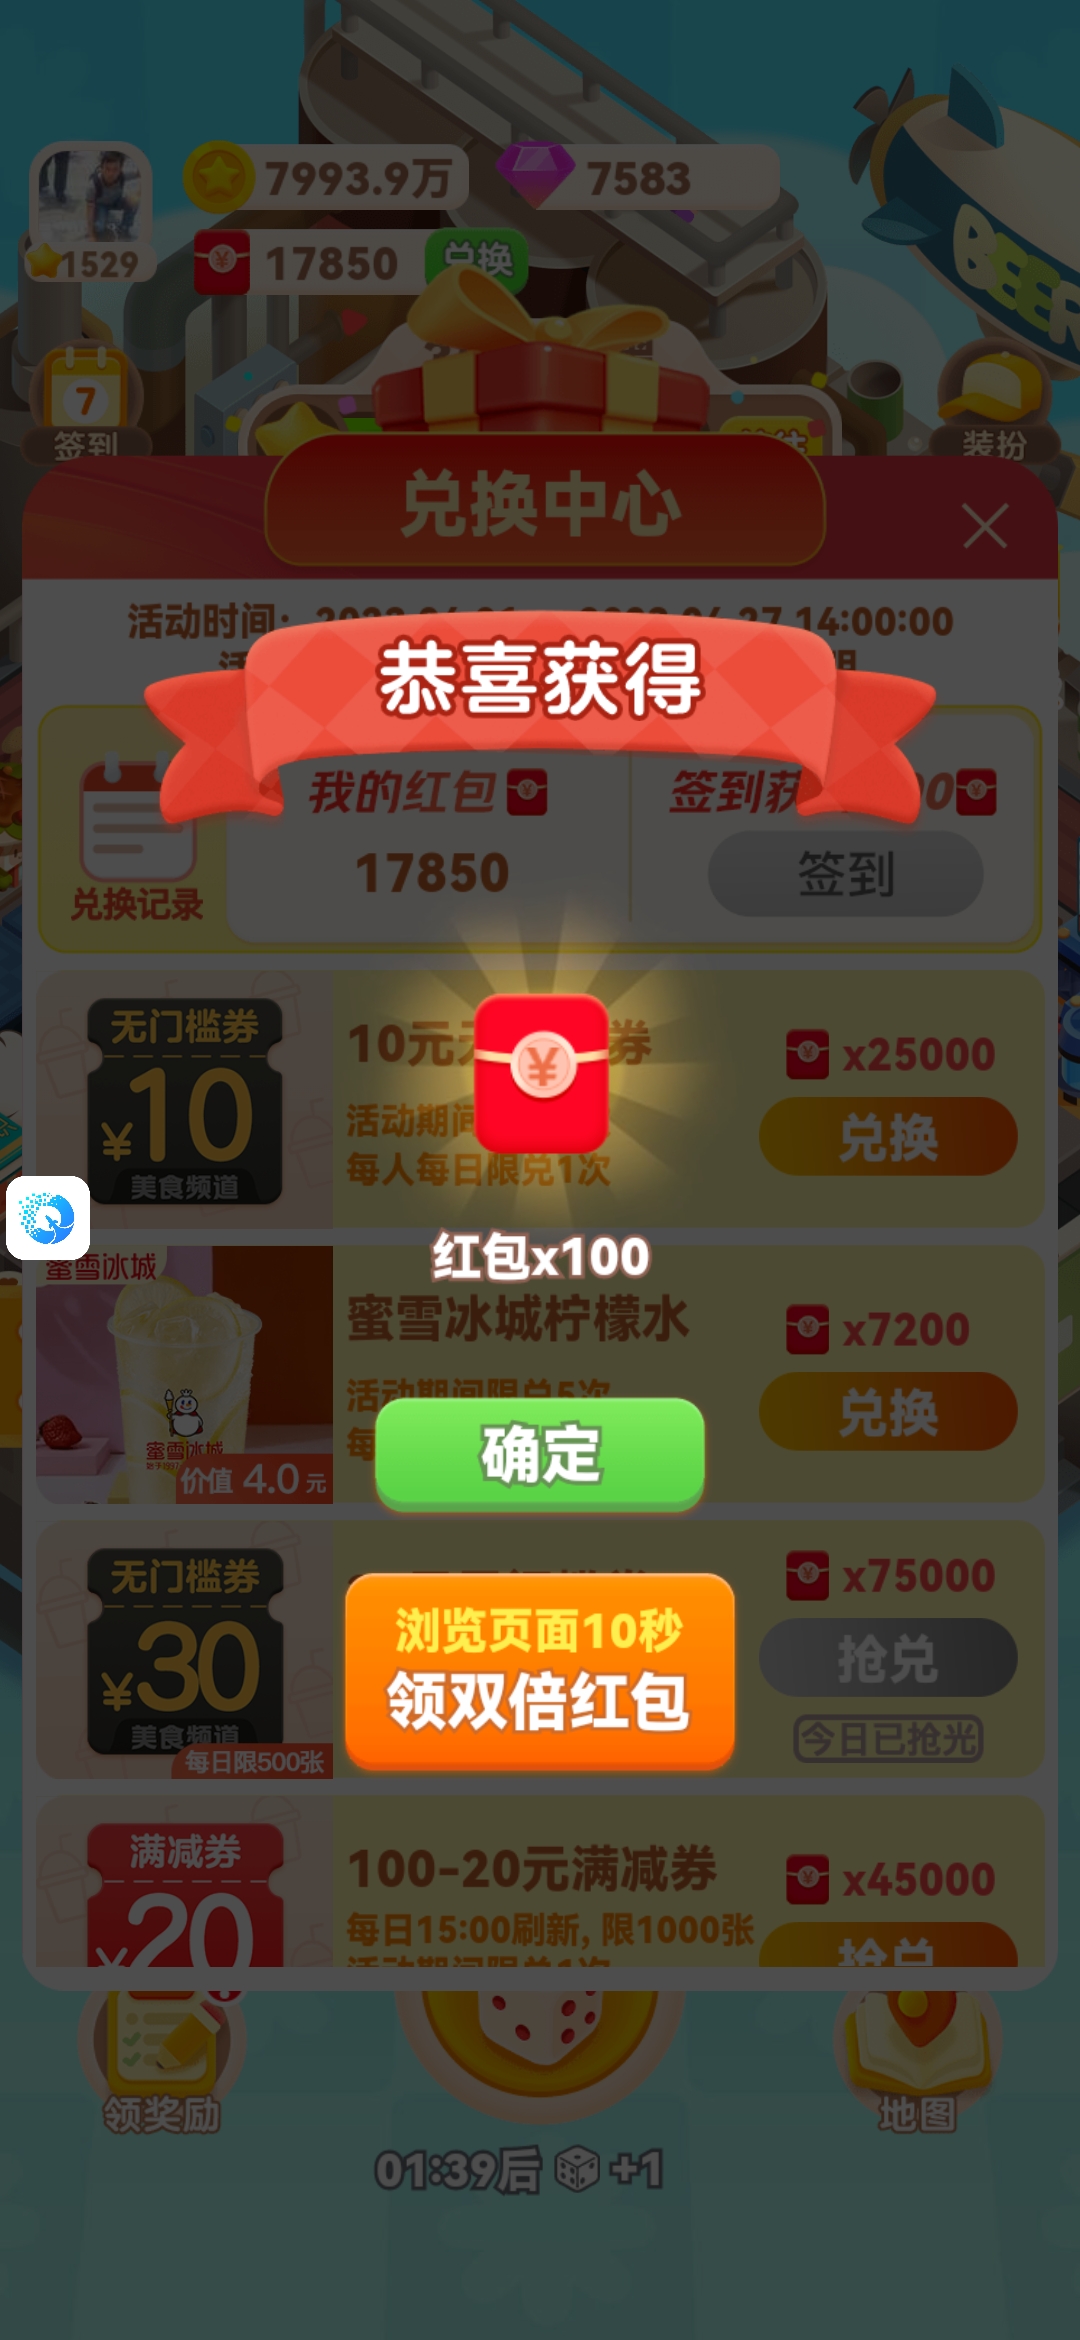 7993.9万
7583
1529
17850
兑换
BEER
7
签到
装扮
兑换中心
活动时间:
14:00:00
恭喜获得
我的红包
17850
签到
兑换记录
无门槛券
¥10
美食频道
10元
券
活动期间
每人每日限兑1次
x25000
兑换
红包x100
蜜雪冰城
蜜雪冰城
价值 4.0 元
蜜雪冰城柠檬水
活动期间限兑5次
x7200
兑换
确定
无门槛券
¥30
美食频道
每日限500张
x75000
抢兑
今日已抢光
浏览页面10秒
领双倍红包
满减券
¥20
100-20元满减券
每日15:00刷新, 限1000张
x45000
抢兑
领奖励
地图
01:39后 +1